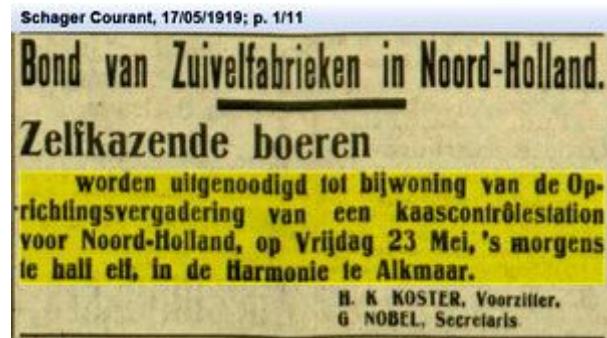 Schager Courant, 17/05/1919; p. 1/11
Bond van Zuivelfabrieken in Noord-Holland.
Zelfkazende boeren
worden uitgenoodigd tot bijwoning van de Op-
richtingsvergadering van een kaascontrôlestation
voor Noord-Holland, op Vrijdag 23 Mei, 's morgens
te half elf, in de Harmonie te Alkmaar.
H. K KOSTER, Voorzitter.
G NOBEL, Secretaris